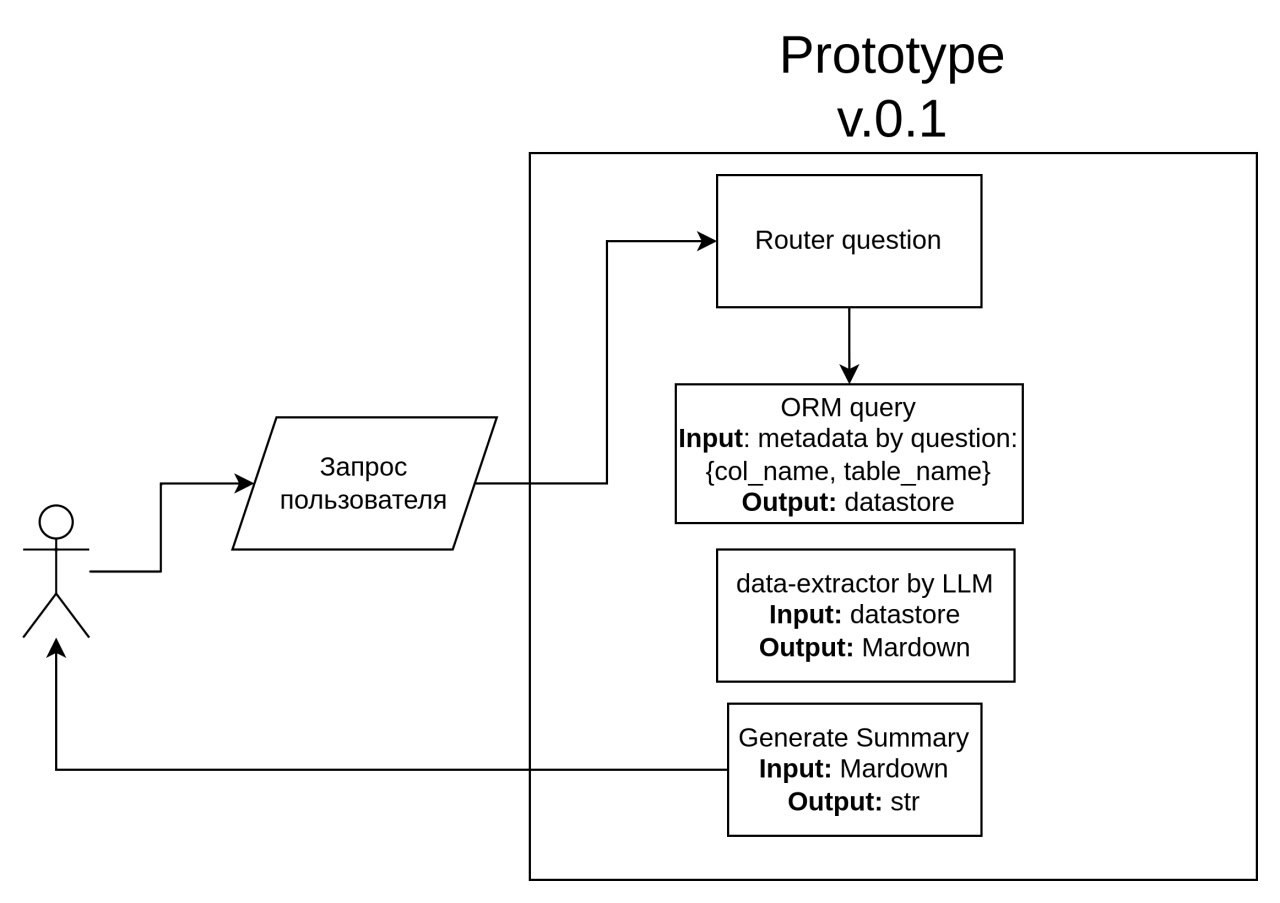 Prototype
v.0.1
Router question
ORM query
Input: metadata by question:
{col_name, table_name}
Output: datastore
Запрос
пользователя
data-extractor by LLM
Input: datastore
Output: Mardown
Generate Summary
Input: Mardown
Output: str